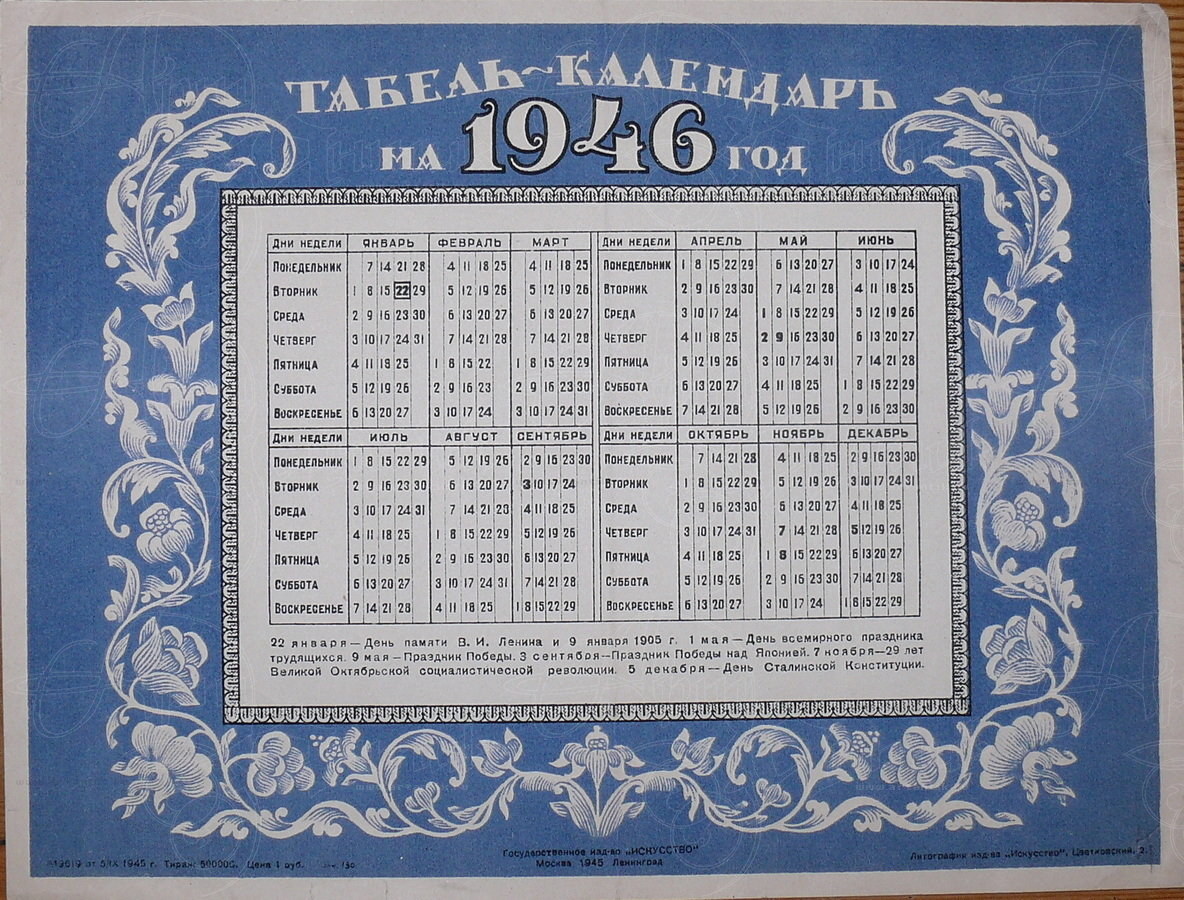 ТАБЕЛЬ~КАЛЕНДАРЬ
НА 1946 ГОД
Дни недели ЯНВАРЬ ФЕВРАЛЬ МАРТ Дни недели АПРЕЛЬ МАЙ ИЮНЬ
Понедельник 7 14 21 28 4 11 18 25 4 11 18 25 Понедельник 1 8 15 22 29 6 13 20 27 3 10 17 24
Вторник 1 8 15 22 29 5 12 19 26 5 12 19 26 Вторник 2 9 16 23 30 7 14 21 28 4 11 18 25
Среда 2 9 16 23 30 6 13 20 27 6 13 20 27 Среда 3 10 17 24 1 8 15 22 29 5 12 19 26
Четверг 3 10 17 24 31 7 14 21 28 7 14 21 28 Четверг 4 11 18 25 2 9 16 23 30 6 13 20 27
Пятница 4 11 18 25 1 8 15 22 1 8 15 22 29 Пятница 5 12 19 26 3 10 17 24 31 7 14 21 28
Суббота 5 12 19 26 2 9 16 23 2 9 16 23 30 Суббота 6 13 20 27 4 11 18 25 1 8 15 22 29
Воскресенье 6 13 20 27 3 10 17 24 3 10 17 24 31 Воскресенье 7 14 21 28 5 12 19 26 2 9 16 23 30
Дни недели ИЮЛЬ АВГУСТ СЕНТЯБРЬ Дни недели ОКТЯБРЬ НОЯБРЬ ДЕКАБРЬ
Понедельник 1 8 15 22 29 5 12 19 26 2 9 16 23 30 Понедельник 7 14 21 28 4 11 18 25 2 9 16 23 30
Вторник 2 9 16 23 30 6 13 20 27 3 10 17 24 Вторник 1 8 15 22 29 5 12 19 26 3 10 17 24 31
Среда 3 10 17 24 31 7 14 21 28 4 11 18 25 Среда 2 9 16 23 30 6 13 20 27 4 11 18 25
Четверг 4 11 18 25 1 8 15 22 29 5 12 19 26 Четверг 3 10 17 24 31 7 14 21 28 5 12 19 26
Пятница 5 12 19 26 2 9 16 23 30 6 13 20 27 Пятница 4 11 18 25 1 8 15 22 29 6 13 20 27
Суббота 6 13 20 27 3 10 17 24 31 7 14 21 28 Суббота 5 12 19 26 2 9 16 23 30 7 14 21 28
Воскресенье 7 14 21 28 4 11 18 25 1 8 15 22 29 Воскресенье 6 13 20 27 3 10 17 24 1 8 15 22 29
22 января—День памяти В. И. Ленина и 9 января 1905 г. 1 мая—День всемирного праздника
трудящихся. 9 мая—Праздник Победы. 3 сентября—Праздник Победы над Японией. 7 ноября—29 лет
Великой Октябрьской социалистической революции. 5 декабря—День Сталинской Конституции.
1945 г. Тираж 500000. Цена 1 руб.
Государственное изд-во „ИСКУССТВО"
Москва 1945 Ленинград
Литография изд-ва „Искусство", Цветковский, 2.